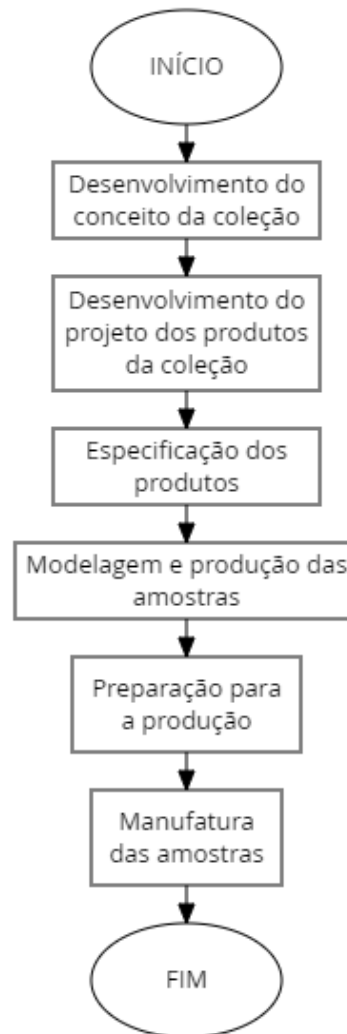 INÍCIO
Desenvolvimento do
conceito da coleção
Desenvolvimento do
projeto dos produtos
da coleção
Especificação dos
produtos
Modelagem e produção das
amostras
Preparação para
a produção
Manufatura
das amostras
FIM